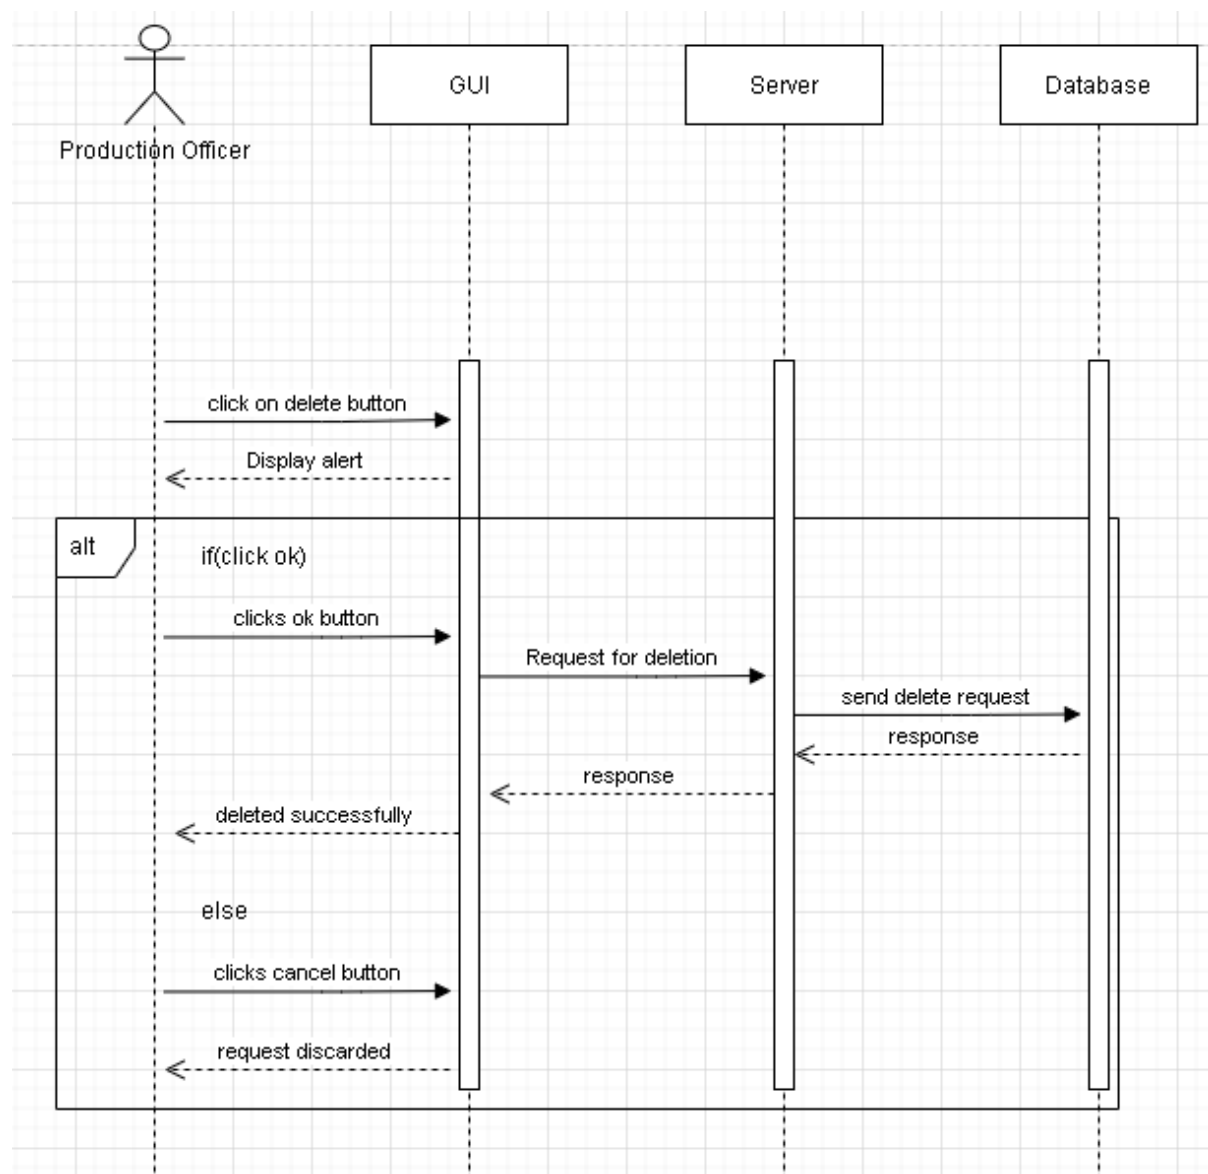 GUI
Server
Database
Production Officer
click on delete button
Display alert
alt
if(click ok)
clicks ok button
Request for deletion
send delete request
response
response
deleted successfully
else
clicks cancel button
request discarded